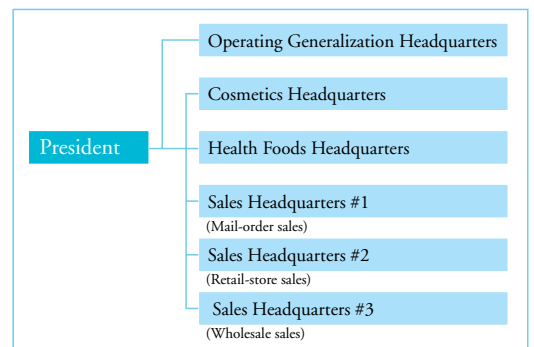 Operating Generalization Headquarters
Cosmetics Headquarters
President
Health Foods Headquarters
Sales Headquarters #1
(Mail-order sales)
Sales Headquarters #2
(Retail-store sales)
Sales Headquarters #3
(Wholesale sales)